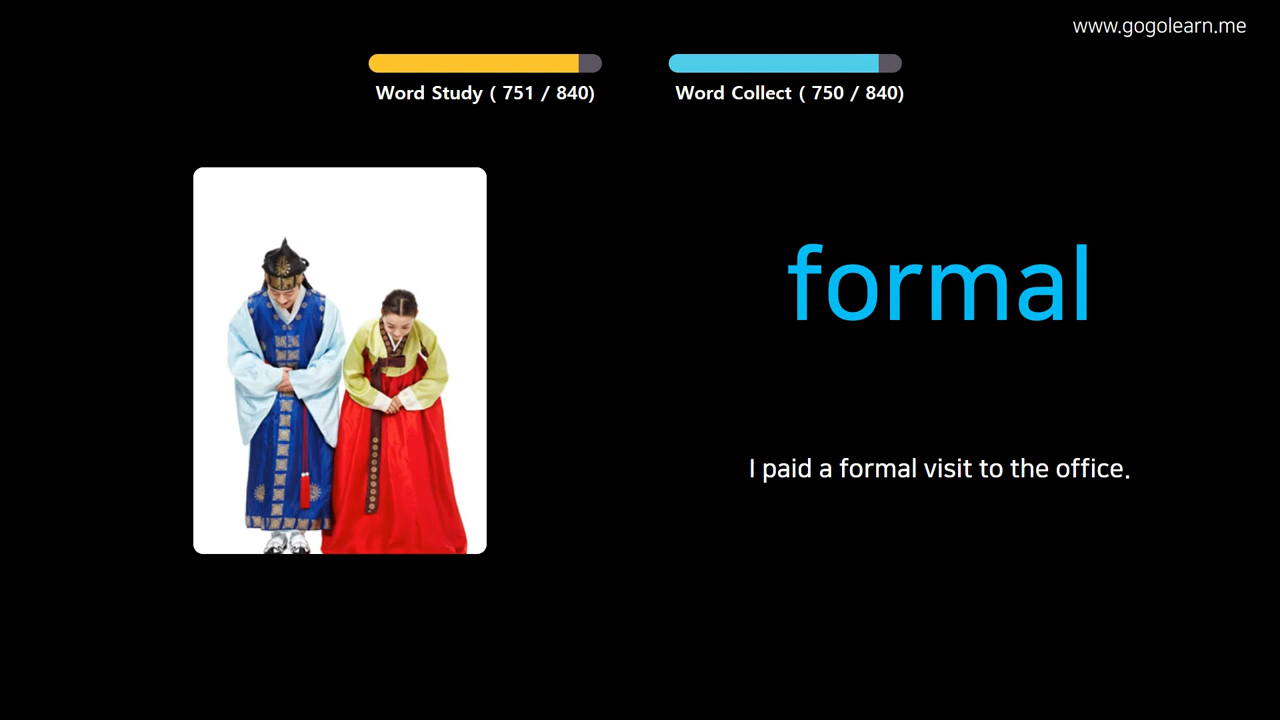 www.gogolearn.me
Word Study ( 751 / 840)
Word Collect ( 750 / 840)
formal
I paid a formal visit to the office.